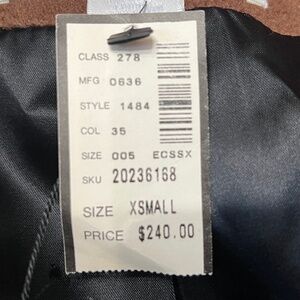 CLASS 278
MFG 0636
STYLE 1484
COL 35
SIZE 005 ECSSX
SKU 20236168
SIZE XSMALL
PRICE $240.00